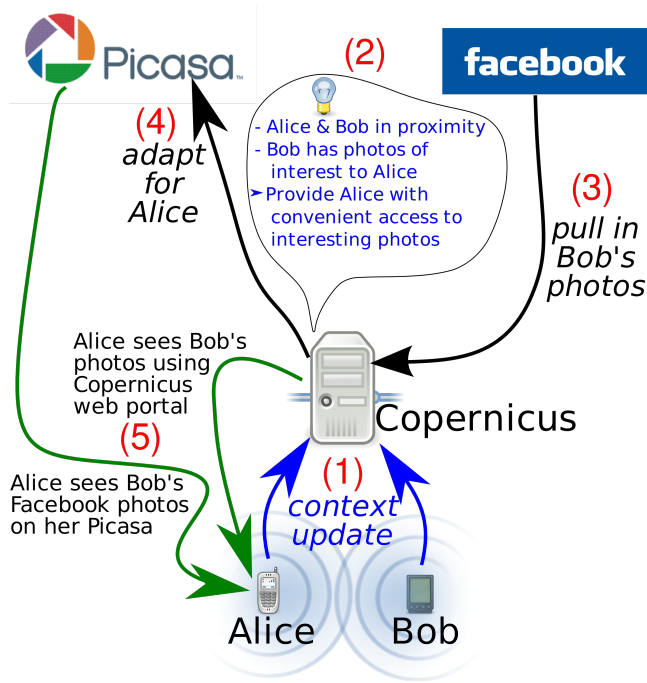 Picasa™
facebook
(2)
- Alice & Bob in proximity
- Bob has photos of
interest to Alice
➤Provide Alice with
convenient access to
interesting photos
(4)
adapt
for
Alice
(3)
pull in
Bob's
photos
Alice sees Bob's
photos using
Copernicus
web portal
Copernicus
(5)
Alice sees Bob's
Facebook photos
on her Picasa
(1)
context
update
Alice
Bob